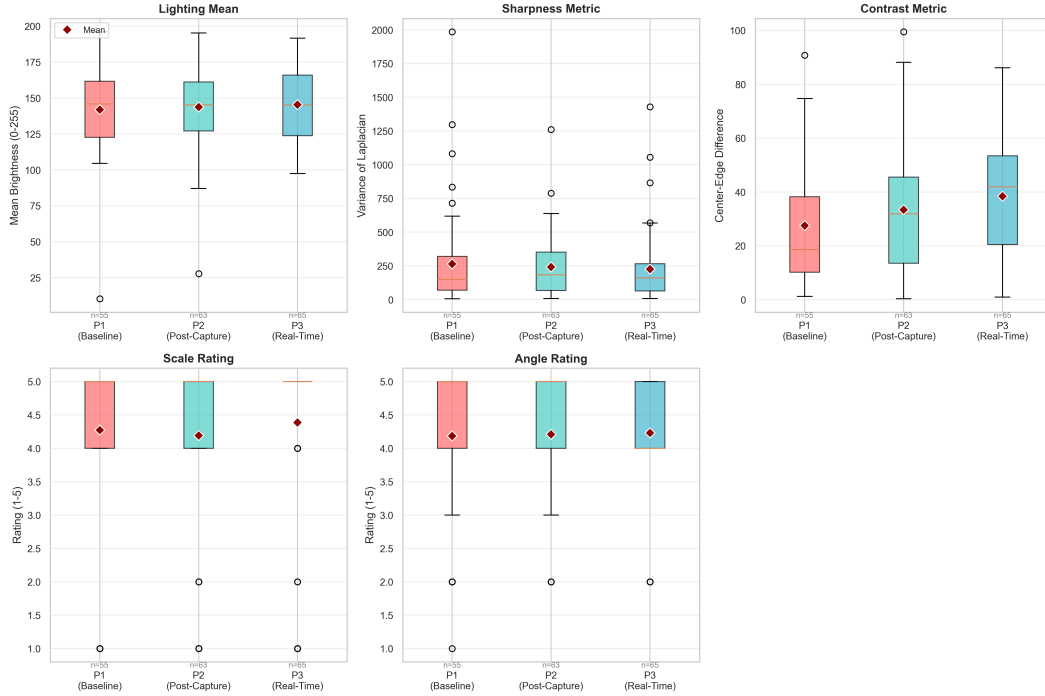 Lighting Mean
Mean Brightness (0-255)
200
175
150
125
100
75
50
25
Mean
n=55
n=63
n=65
P1
(Baseline)
P2
(Post-Capture)
P3
(Real-Time)
Sharpness Metric
Variance of Laplacian
2000
1750
1500
1250
1000
750
500
250
0
n=55
n=63
n=65
P1
(Baseline)
P2
(Post-Capture)
P3
(Real-Time)
Contrast Metric
Center-Edge Difference
100
80
60
40
20
0
n=55
n=63
n=65
P1
(Baseline)
P2
(Post-Capture)
P3
(Real-Time)
Scale Rating
Rating (1-5)
5.0
4.5
4.0
3.5
3.0
2.5
2.0
1.5
1.0
n=55
n=63
n=65
P1
(Baseline)
P2
(Post-Capture)
P3
(Real-Time)
Angle Rating
Rating (1-5)
5.0
4.5
4.0
3.5
3.0
2.5
2.0
1.5
1.0
n=55
n=63
n=65
P1
(Baseline)
P2
(Post-Capture)
P3
(Real-Time)